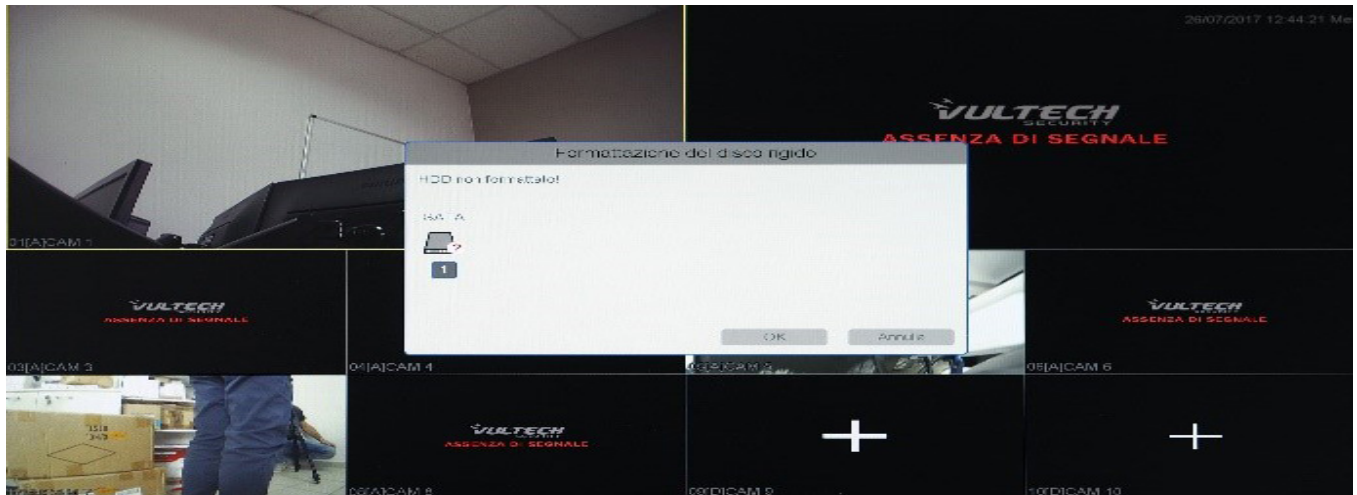 26/07/2017 12:44:21 Me
VULTECH
SECURITY
ASSENZA DI SEGNALE
Formattazione del disco rigido
HDD non formattato!
SATA
1
OK
Annulla
01[A]CAM 1
VULTECH
ASSENZA DI SEGNALE
VULTECH
ASSENZA DI SEGNALE
03[A]CAM 3
04[A]CAM 4
06[A]CAM 6
VULTECH
ASSENZA DI SEGNALE
08[A]CAM 8
09[D]CAM 9
10[D]CAM 10